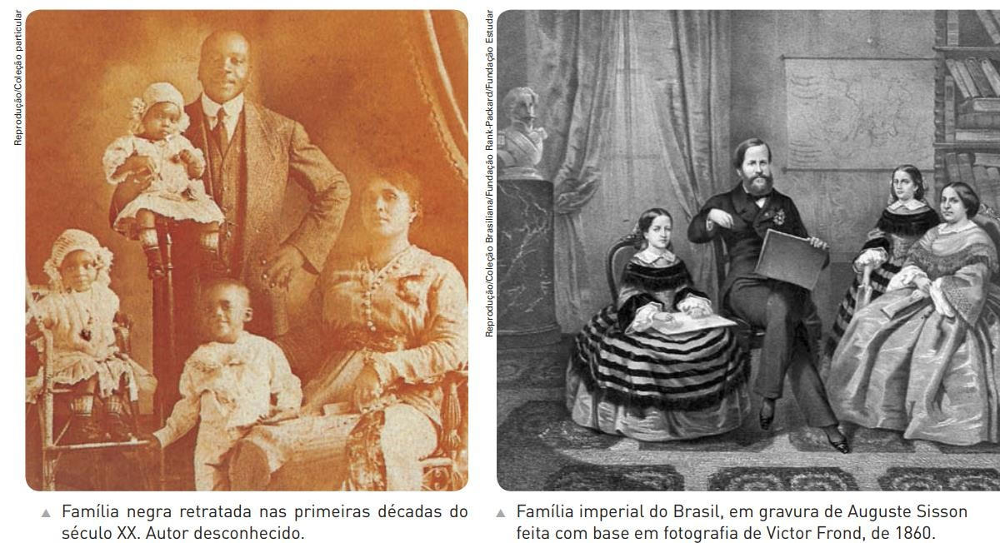 Reprodução/Coleção particular
Reprodução/Coleção Brasiliana/Fundação Rank-Packard/Fundação Estudar
▲ Família negra retratada nas primeiras décadas do
século XX. Autor desconhecido.
▲ Família imperial do Brasil, em gravura de Auguste Sisson
feita com base em fotografia de Victor Frond, de 1860.